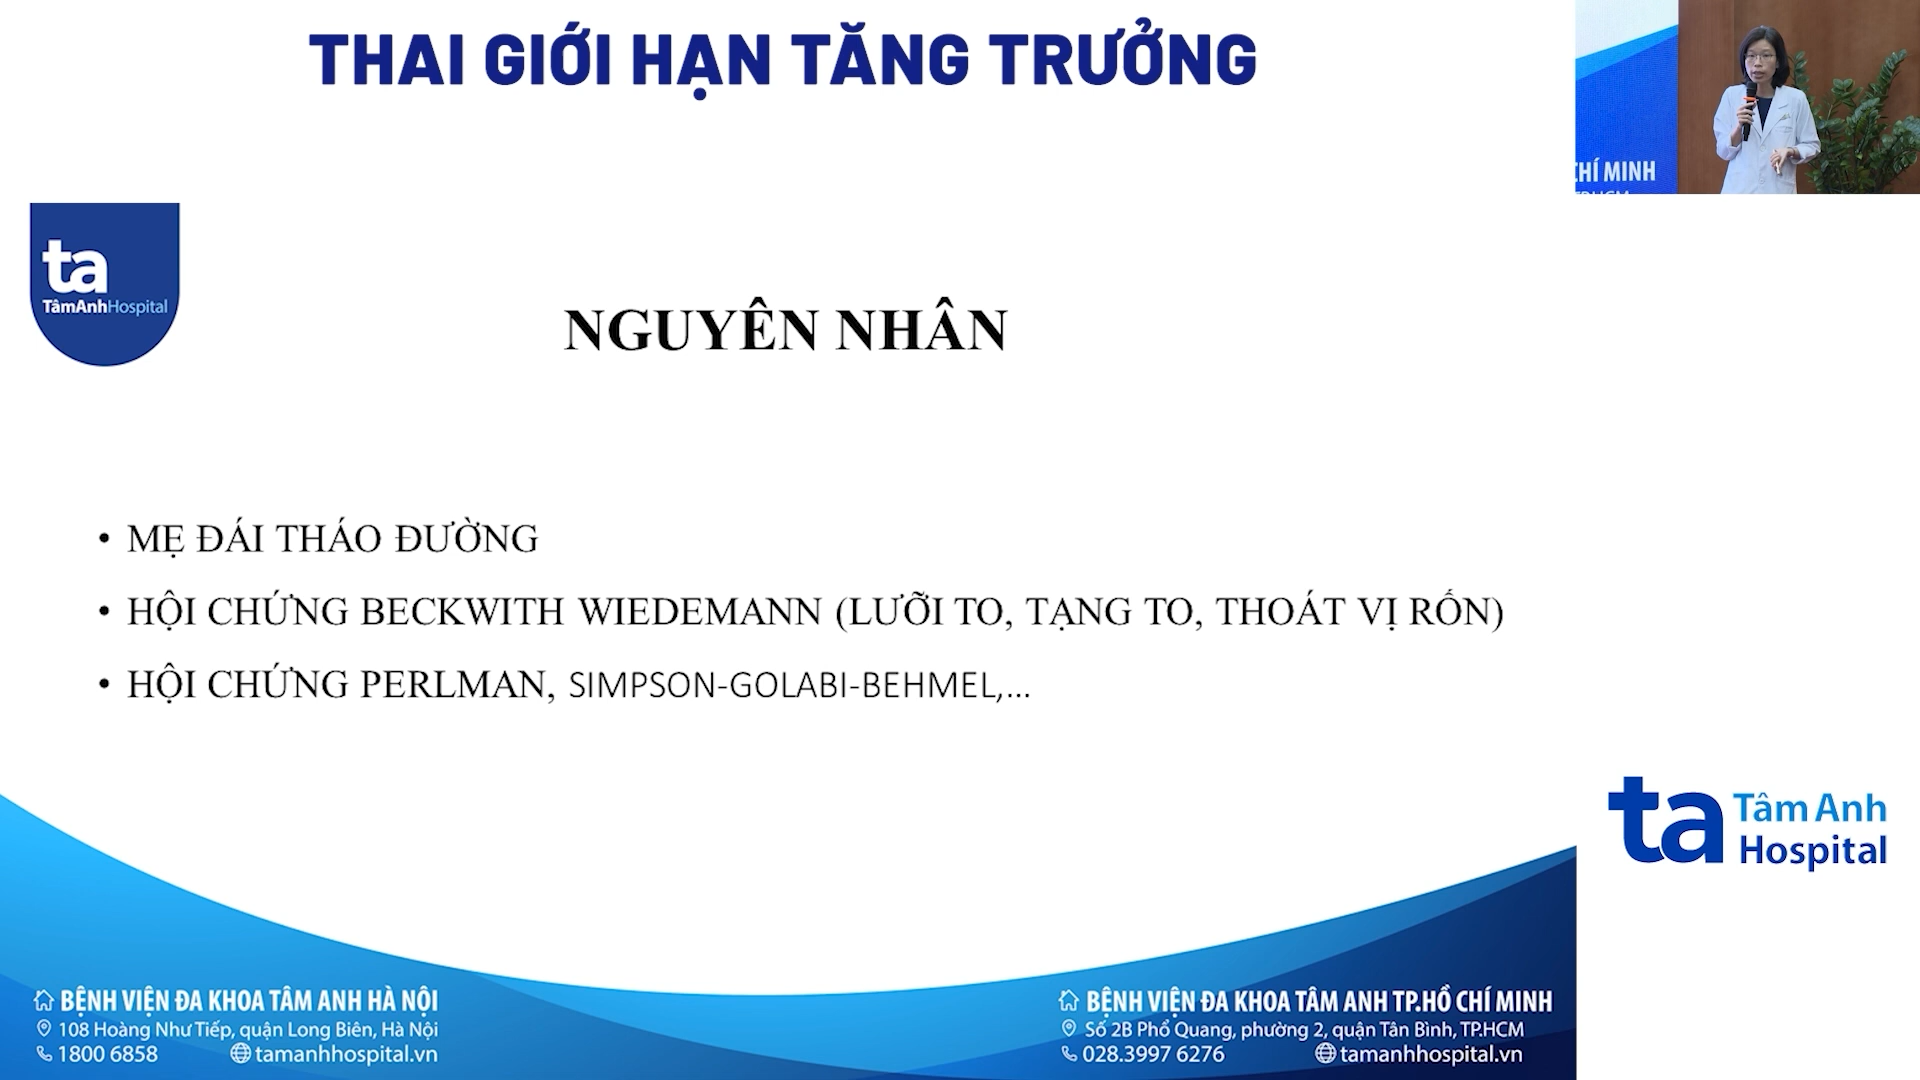 THAI GIỚI HẠN TĂNG TRƯỞNG
CHÍ MINH
ta
TâmAnhHospital
NGUYÊN NHÂN
• MẸ ĐÁI THÁO ĐƯỜNG
• HỘI CHỨNG BECKWITH WIEDEMANN (LƯỠI TO, TẠNG TO, THOÁT VỊ RỐN)
• HỘI CHỨNG PERLMAN, SIMPSON-GOLABI-BEHMEL,...
ta Tâm Anh
Hospital
BỆNH VIỆN ĐA KHOA TÂM ANH HÀ NỘI
108 Hoàng Như Tiếp, quận Long Biên, Hà Nội
1800 6858 tamanhhospital.vn
BỆNH VIỆN ĐA KHOA TÂM ANH TP.HỒ CHÍ MINH
Số 2B Phổ Quang, phường 2, quận Tân Bình, TP.HCM
028.3997 6276 tamanhhospital.vn